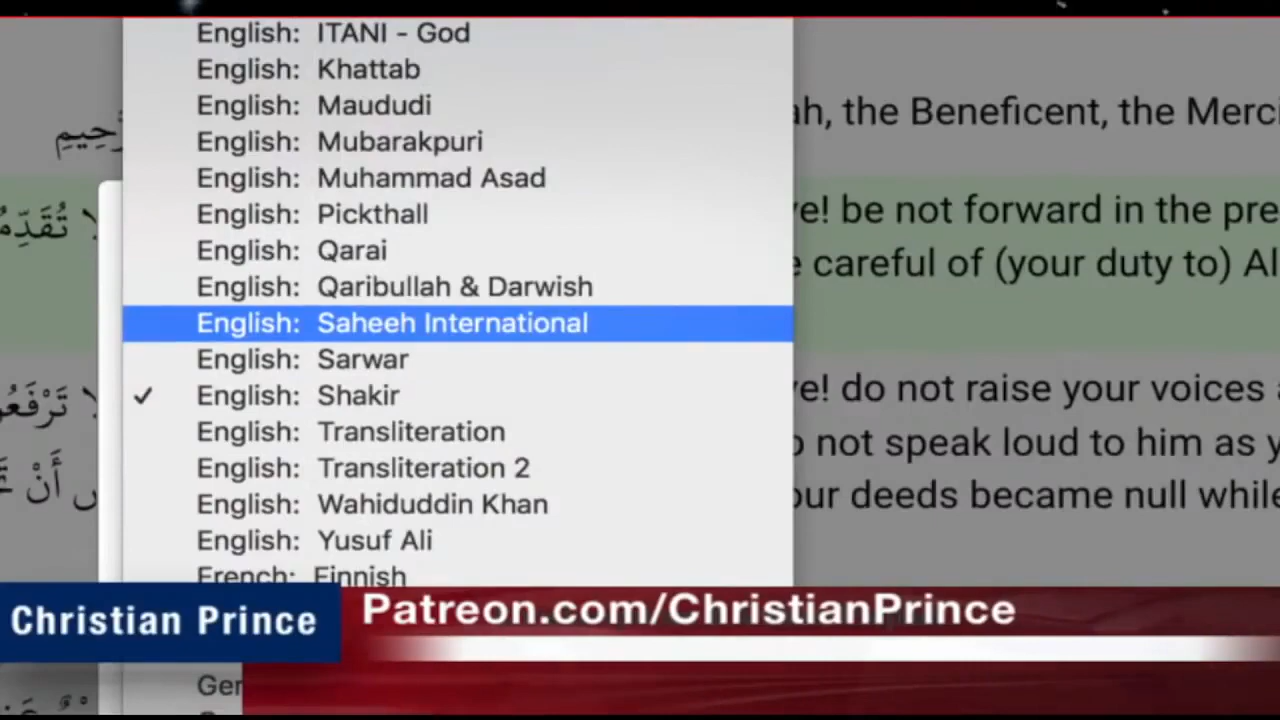 English: ITANI - God
English: Khattab
English: Maududi
English: Mubarakpuri
English: Muhammad Asad
English: Pickthall
English: Qarai
English: Qaribullah & Darwish
English: Saheeh International
English: Sarwar
✓ English: Shakir
English: Transliteration
English: Transliteration 2
English: Wahiduddin Khan
English: Yusuf Ali
French: Finnish
Ger
ah, the Beneficent, the Merci
ve! be not forward in the pre
e careful of (your duty to) Al
ve! do not raise your voices a
o not speak loud to him as y
our deeds became null while
لا تُقَدِّمُ
لا تَرْفَعُو
أَنْ
Christian Prince
Patreon.com/ChristianPrince